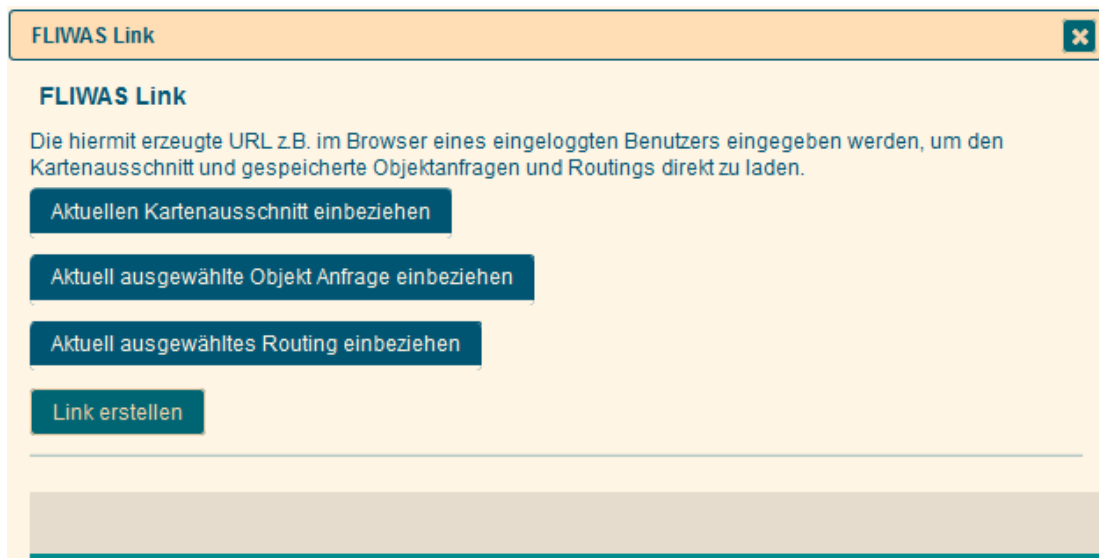 FLIWAS Link
FLIWAS Link
Die hiermit erzeugte URL z.B. im Browser eines eingeloggten Benutzers eingegeben werden, um den
Kartenausschnitt und gespeicherte Objektanfragen und Routings direkt zu laden.
Aktuellen Kartenausschnitt einbeziehen
Aktuell ausgewählte Objekt Anfrage einbeziehen
Aktuell ausgewähltes Routing einbeziehen
Link erstellen